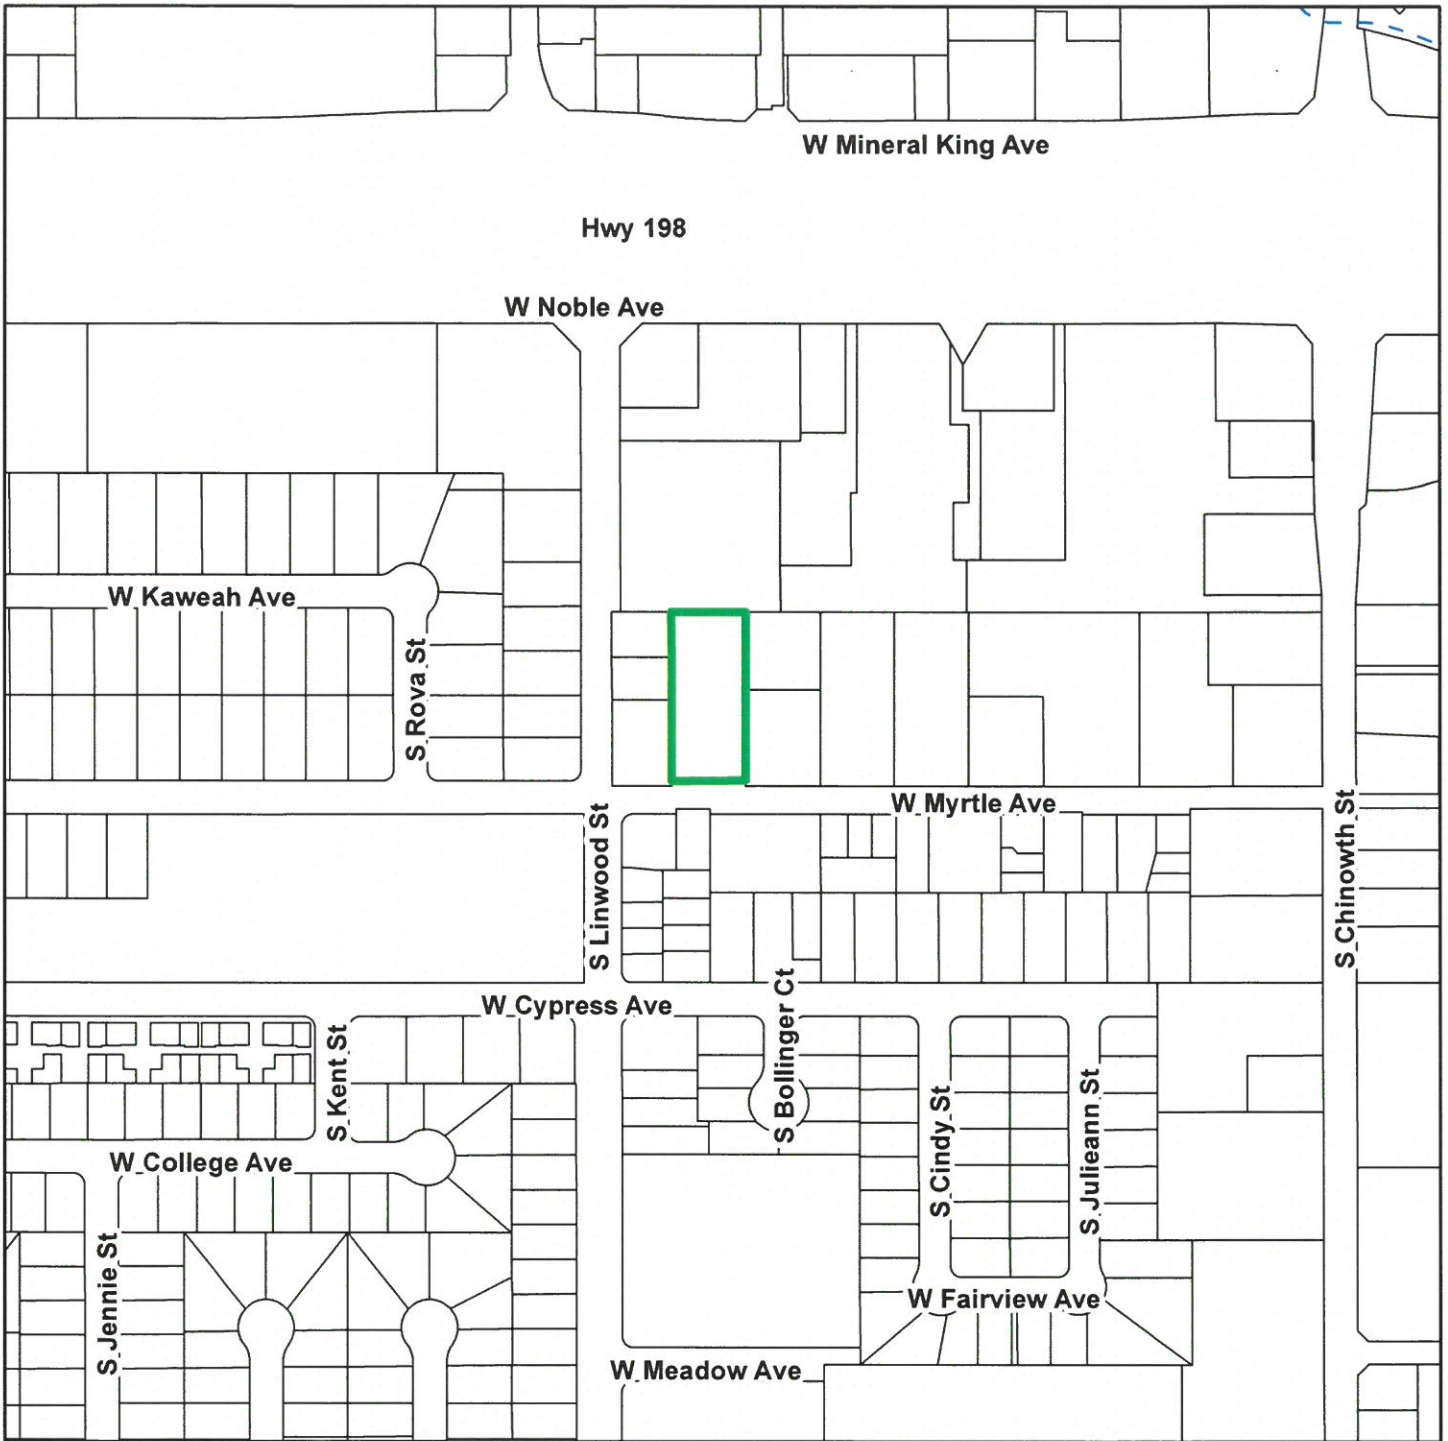 W Mineral King Ave
Hwy 198
W Noble Ave
W Kaweah Ave
S Rova St
W Myrtle Ave
S Linwood St
S Chinowth St
W Cypress Ave
S Bollinger Ct
S Kent St
S Cindy St
S Julieann St
W College Ave
S Jennie St
W Fairview Ave
W Meadow Ave